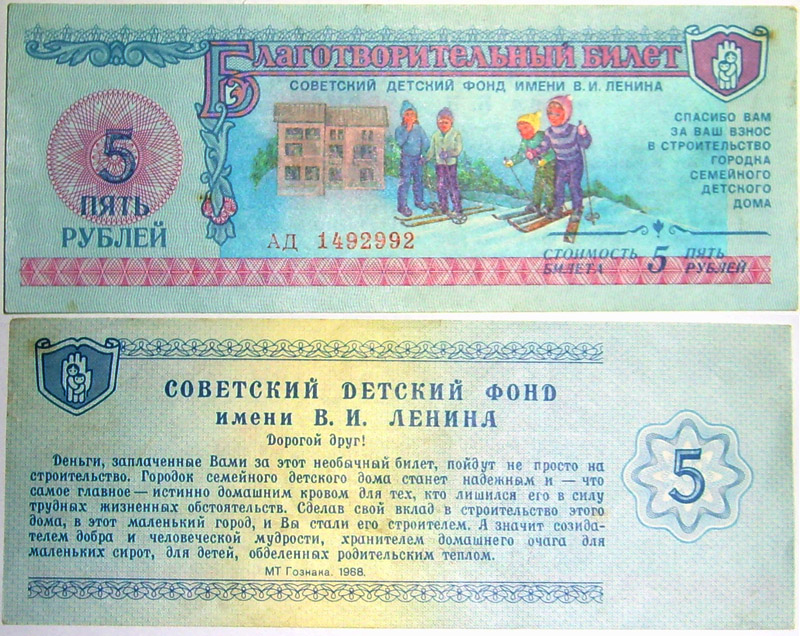 Благотворительный билет
СОВЕТСКИЙ ДЕТСКИЙ ФОНД ИМЕНИ В.И. ЛЕНИНА
5
ПЯТЬ
РУБЛЕЙ
СПАСИБО ВАМ
ЗА ВАШ ВЗНОС
В СТРОИТЕЛЬСТВО
ГОРОДКА
СЕМЕЙНОГО
ДЕТСКОГО
ДОМА
АД 1492992
СТОИМОСТЬ
БИЛЕТА
5
ПЯТЬ
РУБЛЕЙ
СОВЕТСКИЙ ДЕТСКИЙ ФОНД
имени В. И. ЛЕНИНА
Дорогой друг!
Деньги, заплаченные Вами за этот необычный билет, пойдут не просто на
строительство. Городок семейного детского дома станет надежным и — что
самое главное — истинно домашним кровом для тех, кто лишился его в силу
трудных жизненных обстоятельств. Сделав свой вклад в строительство этого
дома, в этот маленький город, и Вы стали его строителем. А значит созида-
телем добра и человеческой мудрости, хранителем домашнего очага для
маленьких сирот, для детей, обделенных родительским теплом.
МТ Гознака. 1988.
5